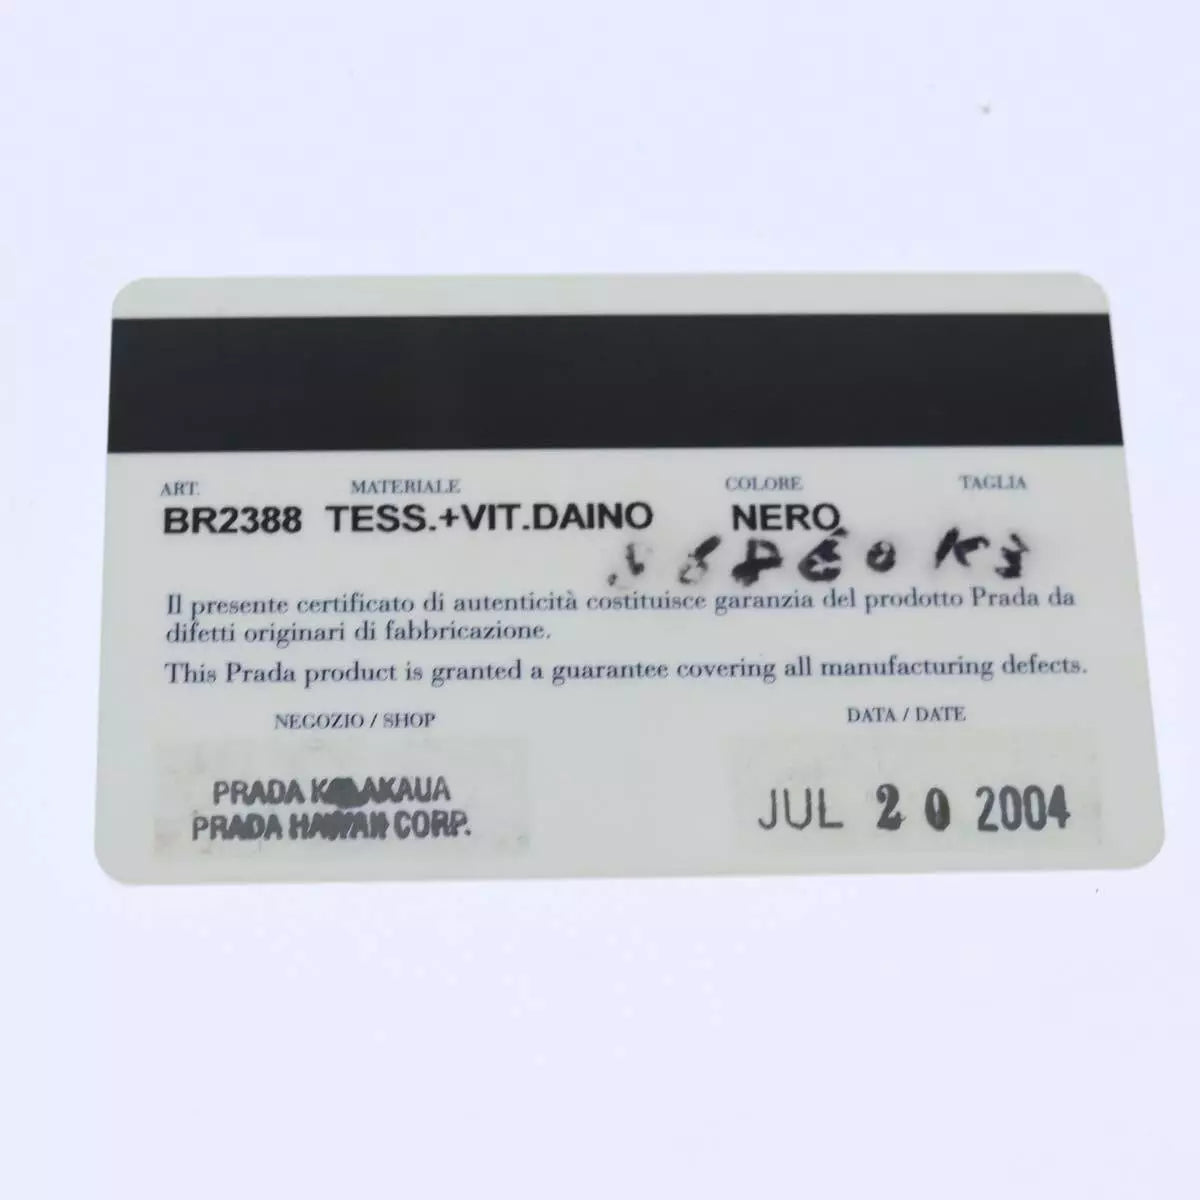 ART. MATERIALE COLORE TAGLIA
BR2388 TESS.+VIT.DAINO NERO
Il presente certificato di autenticità costituisce garanzia del prodotto Prada da
difetti originari di fabbricazione.
This Prada product is granted a guarantee covering all manufacturing defects.
NEGOZIO / SHOP DATA / DATE
PRADA KALAKAUA JUL 20 2004
PRADA HAWAII CORP.